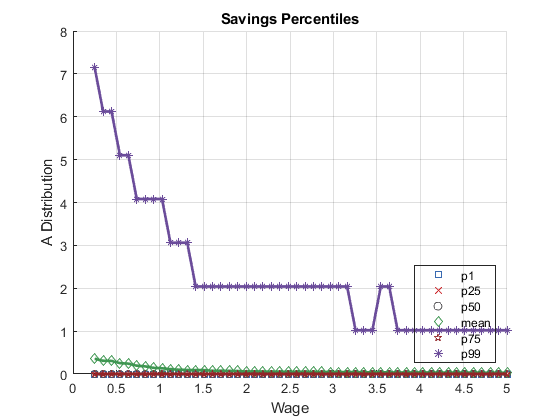 Savings Percentiles
8
7
6
5
4
3
2
1
0
A Distribution
p1
p25
p50
mean
p75
p99
0 0.5 1 1.5 2 2.5 3 3.5 4 4.5 5
Wage